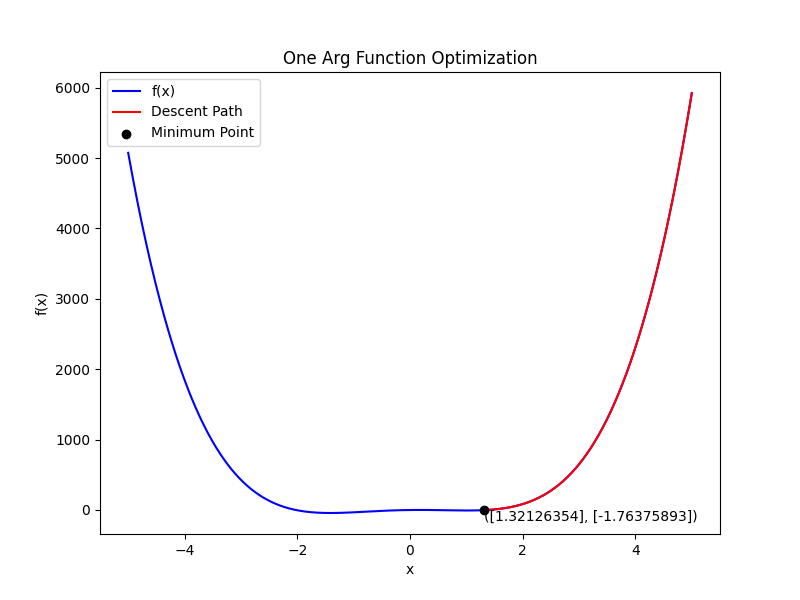 One Arg Function Optimization
f(x)
Descent Path
Minimum Point
6000
5000
4000
3000
2000
1000
0
f(x)
([1.32126354], [-1.76375893])
−4 −2 0 2 4
x